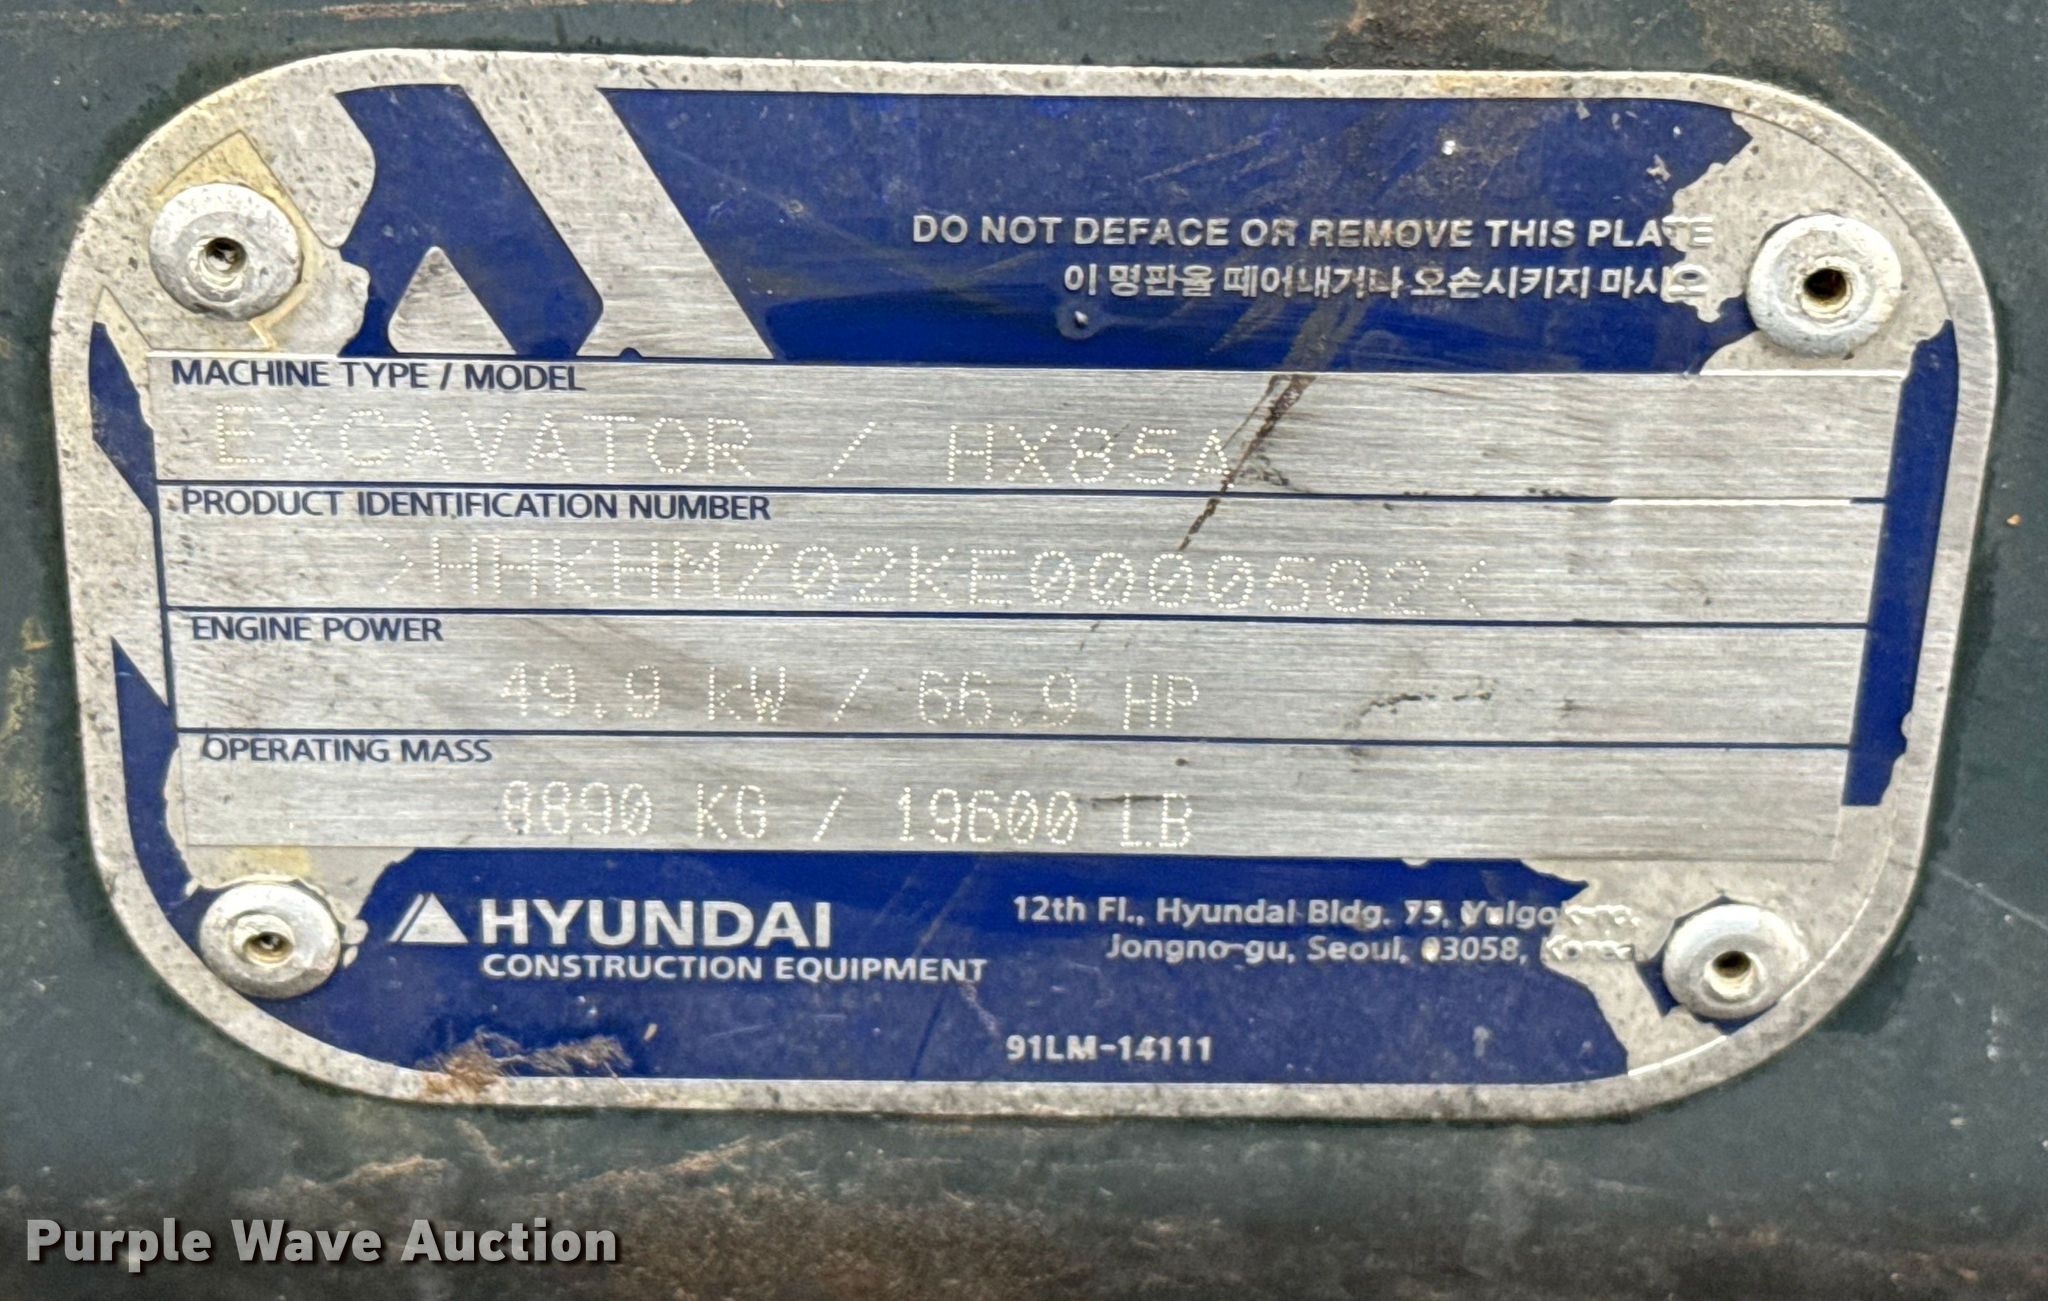 DO NOT DEFACE OR REMOVE THIS PLATE
이 명판을 떼어내거나 오손시키지 마시오
MACHINE TYPE / MODEL
EXCAVATOR / HX85A
PRODUCT IDENTIFICATION NUMBER
>HHKHMZ02KE0000502<
ENGINE POWER
49.9 kW / 66.9 HP
OPERATING MASS
8890 KG / 19600 LB
HYUNDAI
CONSTRUCTION EQUIPMENT
12th Fl., Hyundai Bldg. 75,
Jongno-gu, Seoul, 03058, Korea
91LM-14111
Purple Wave Auction